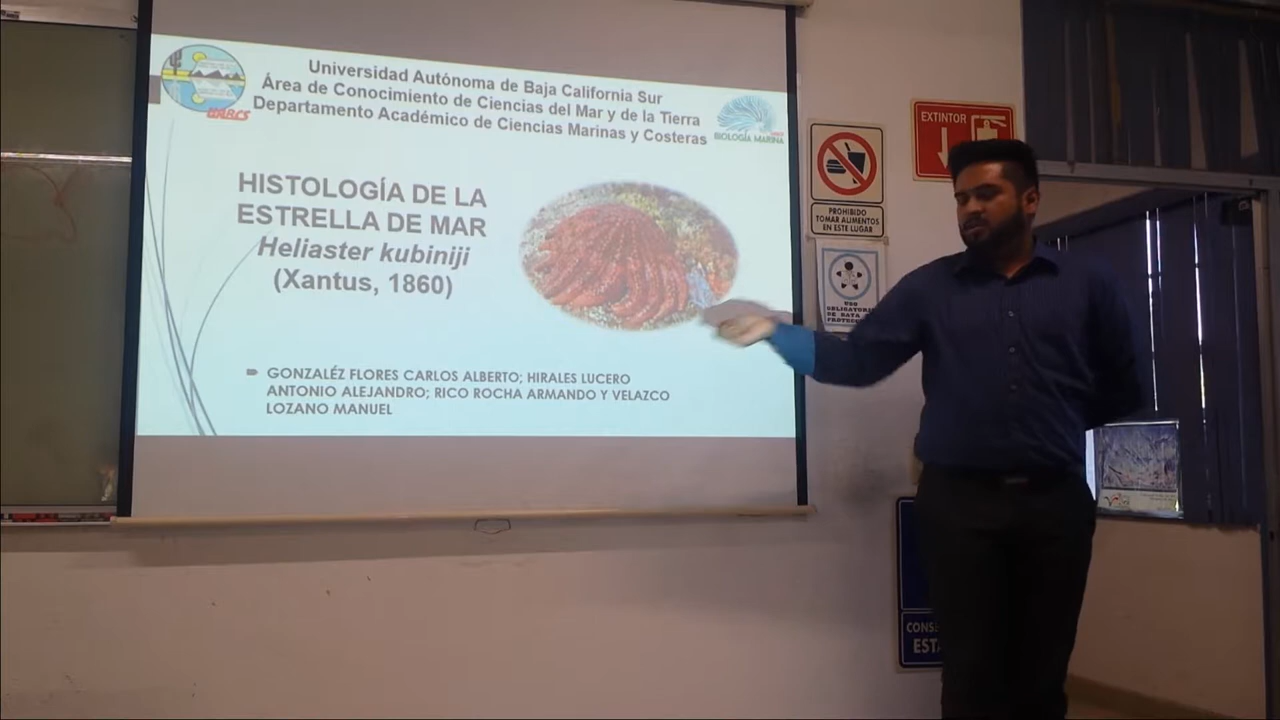 Universidad Autónoma de Baja California Sur
Área de Conocimiento de Ciencias del Mar y de la Tierra
Departamento Académico de Ciencias Marinas y Costeras
UABCS
BIOLOGÍA MARINA
HISTOLOGÍA DE LA
ESTRELLA DE MAR
Heliaster kubiniji
(Xantus, 1860)
GONZALÉZ FLORES CARLOS ALBERTO; HIRALES LUCERO
ANTONIO ALEJANDRO; RICO ROCHA ARMANDO Y VELAZCO
LOZANO MANUEL
EXTINTOR
PROHIBIDO
TOMAR ALIMENTOS
EN ESTE LUGAR
USO
OBLIGATORIO
DE BATA